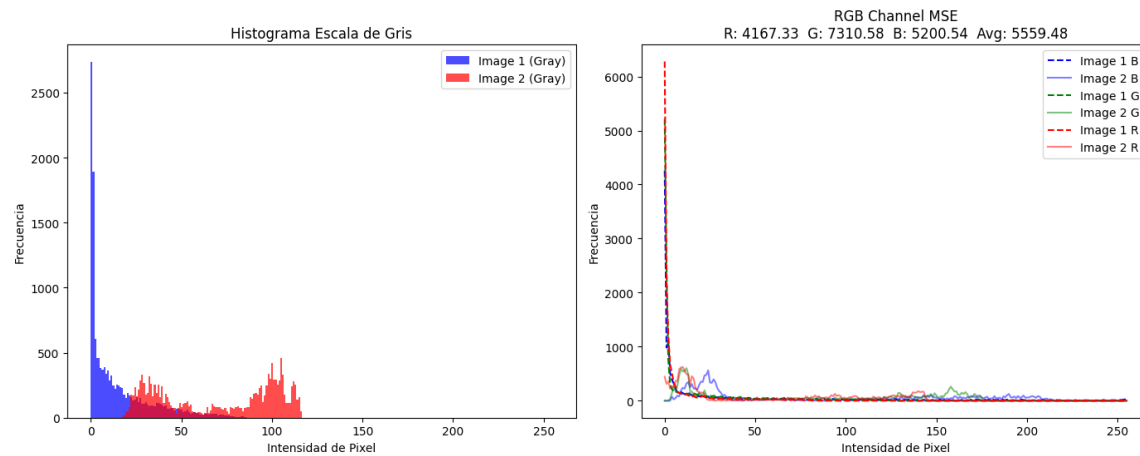 Histograma Escala de Gris
Image 1 (Gray)
Image 2 (Gray)
Frecuencia
2500
2000
1500
1000
500
0
0 50 100 150 200 250
Intensidad de Pixel
RGB Channel MSE
R: 4167.33 G: 7310.58 B: 5200.54 Avg: 5559.48
Image 1 B
Image 2 B
Image 1 G
Image 2 G
Image 1 R
Image 2 R
Frecuencia
6000
5000
4000
3000
2000
1000
0
0 50 100 150 200 250
Intensidad de Pixel